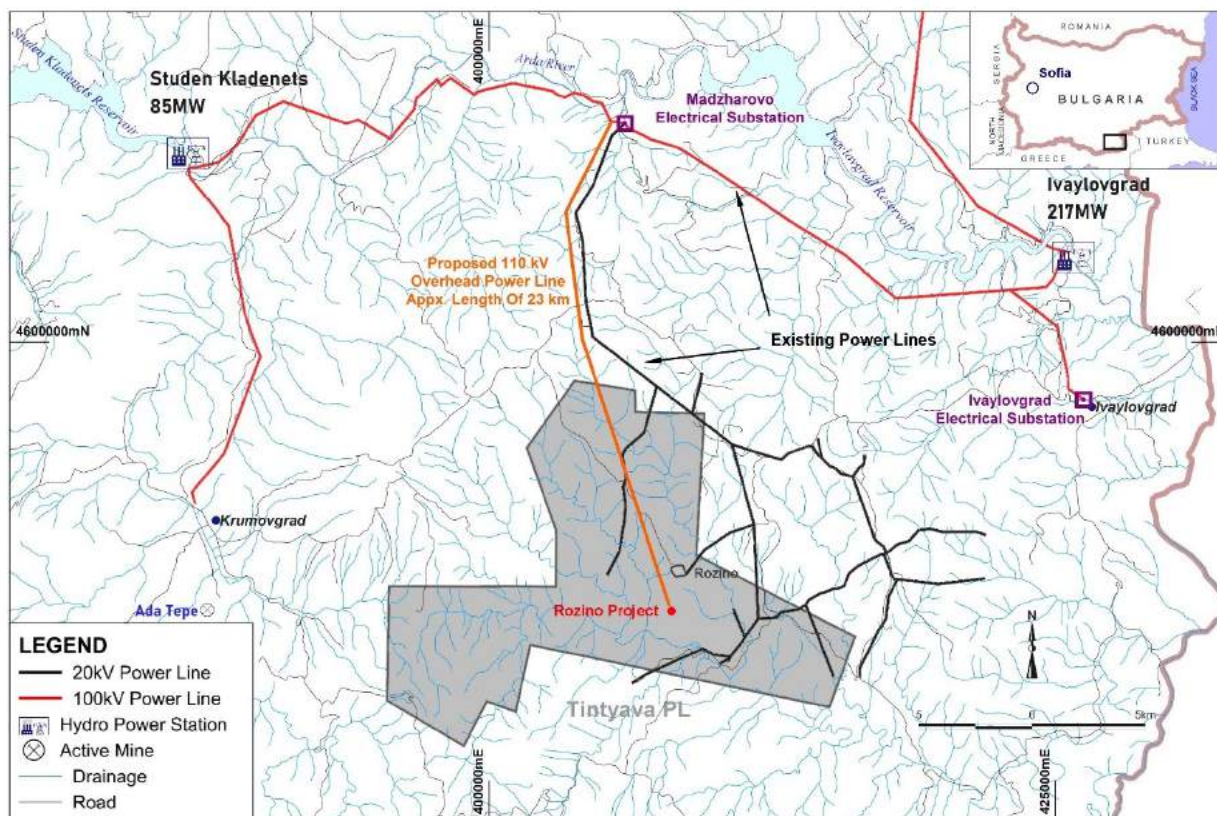 Studen Kladenets Reservoir
Studen Kladenets
85MW
400000mE
Arda River
Madzharovo
Electrical Substation
Ivaylovgrad Reservoir
ROMANIA
SERBIA
Sofia
BULGARIA
BLACK SEA
NORTH
MACEDONIA
TURKEY
GREECE
Ivaylovgrad
217MW
Proposed 110 kV
Overhead Power Line
Appx. Length Of 23 km
4600000mN
Existing Power Lines
4600000mN
Ivaylovgrad
Electrical Substation
Ivaylovgrad
Krumovgrad
Rozino
Ada Tepe
Rozino Project
Tintyava PL
N
5
0
5km
400000mE
425000mE
LEGEND
20kV Power Line
100kV Power Line
Hydro Power Station
Active Mine
Drainage
Road